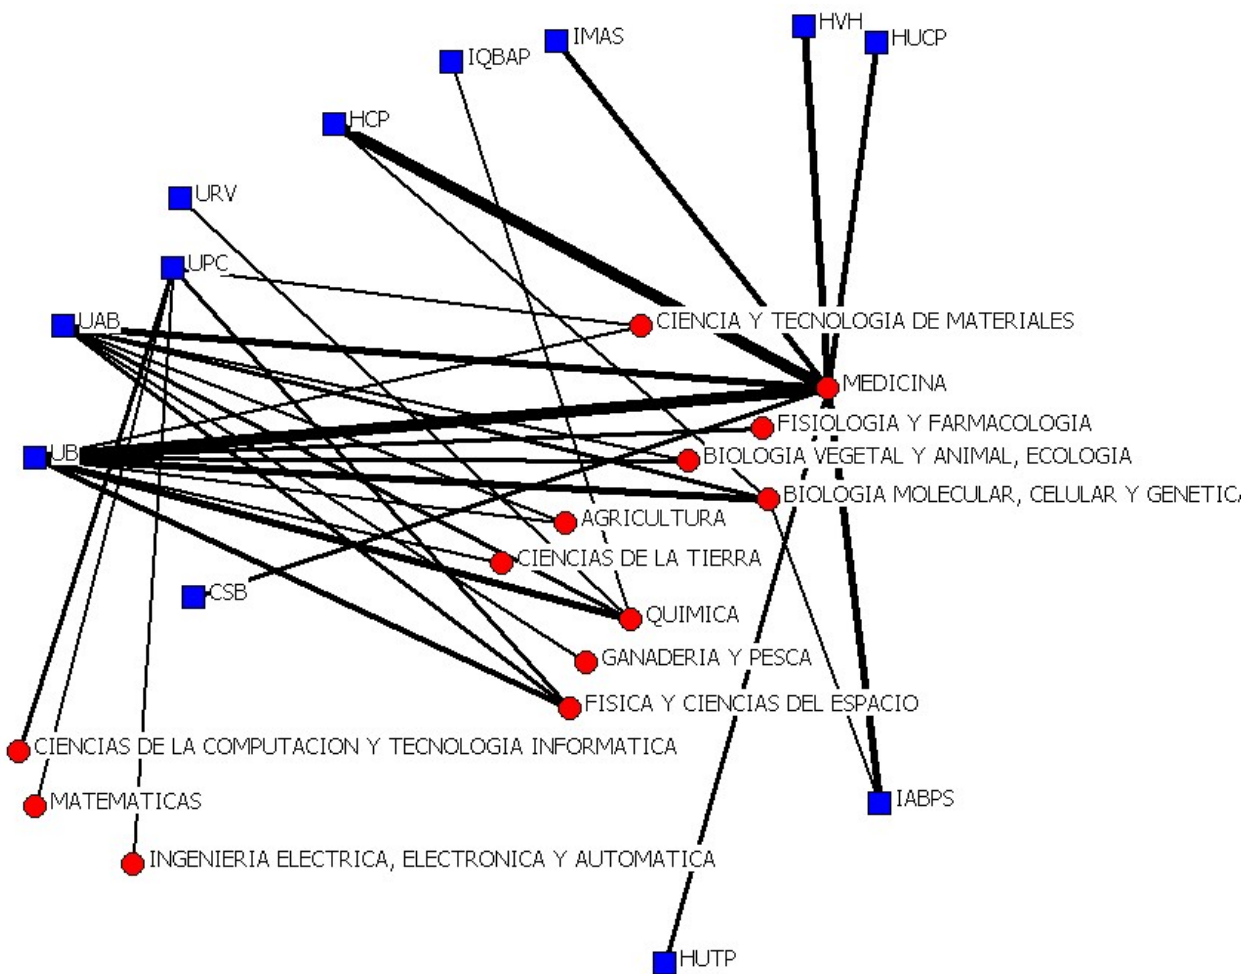 HVH
IMAS
HUCP
IQBAP
HCP
URV
UPC
UAB
CIENCIA Y TECNOLOGIA DE MATERIALES
MEDICINA
FISIOLOGIA Y FARMACOLOGIA
UB
BIOLOGIA VEGETAL Y ANIMAL, ECOLOGIA
BIOLOGIA MOLECULAR, CELULAR Y GENETICA
AGRICULTURA
CIENCIAS DE LA TIERRA
CSB
QUIMICA
GANADERIA Y PESCA
FISICA Y CIENCIAS DEL ESPACIO
CIENCIAS DE LA COMPUTACION Y TECNOLOGIA INFORMATICA
MATEMATICAS
IABPS
INGENIERIA ELECTRICA, ELECTRONICA Y AUTOMATICA
HUTP